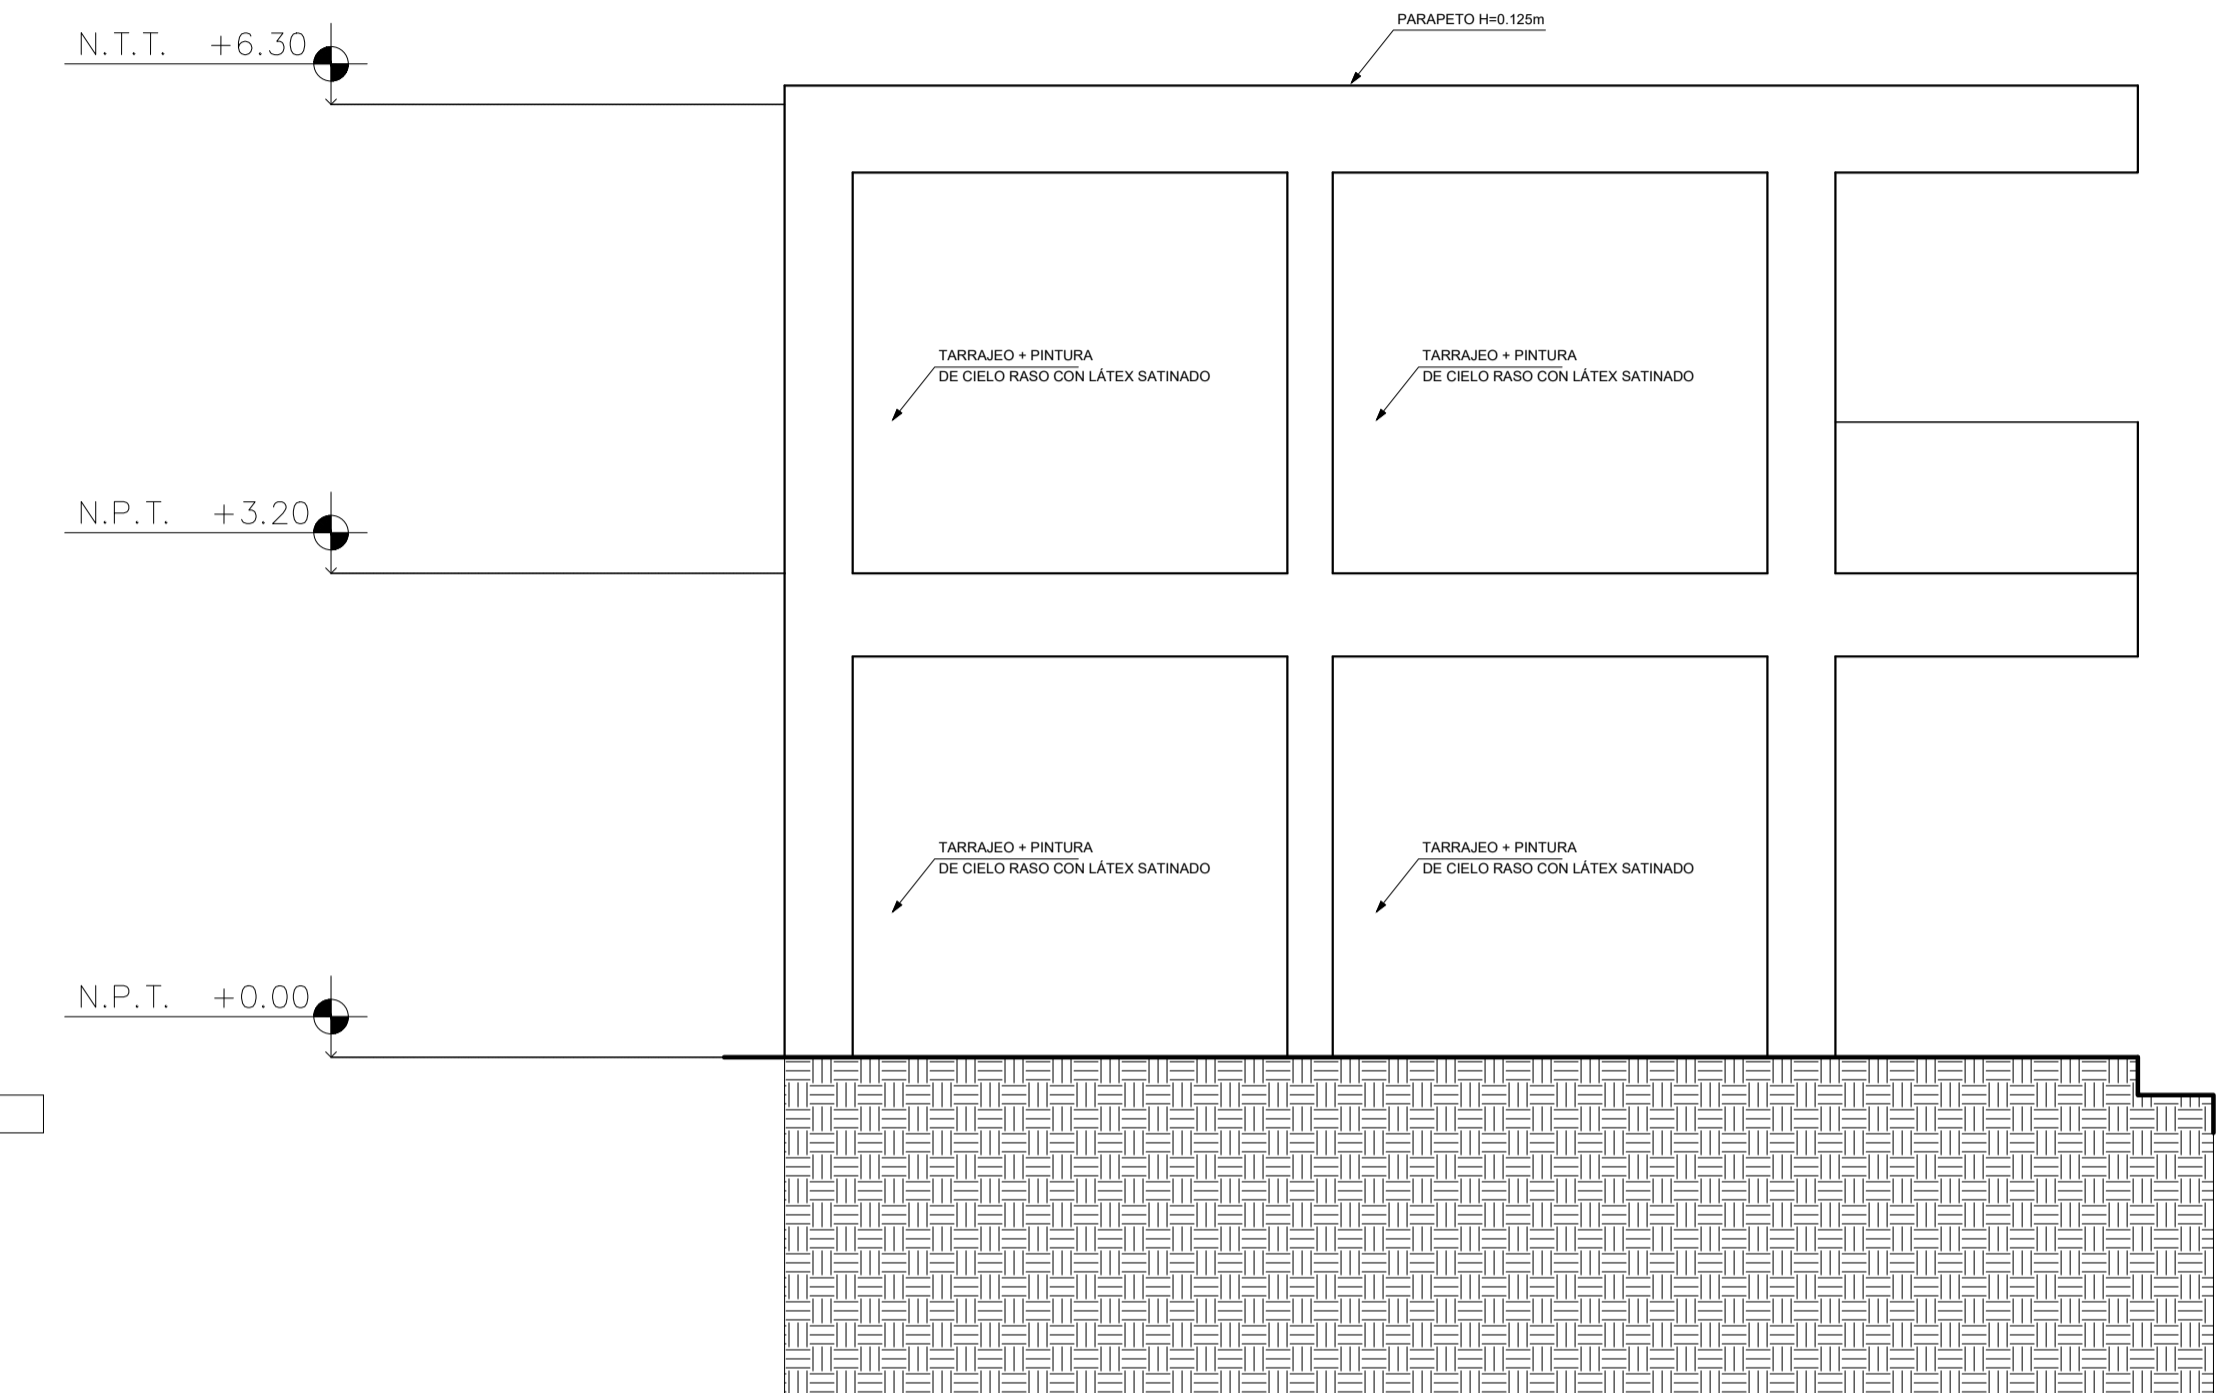 PARAPETO H=0.125m
N.T.T. +6.30
TARRAJEO + PINTURA
DE CIELO RASO CON LÁTEX SATINADO
TARRAJEO + PINTURA
DE CIELO RASO CON LÁTEX SATINADO
N.P.T. +3.20
TARRAJEO + PINTURA
DE CIELO RASO CON LÁTEX SATINADO
TARRAJEO + PINTURA
DE CIELO RASO CON LÁTEX SATINADO
N.P.T. +0.00